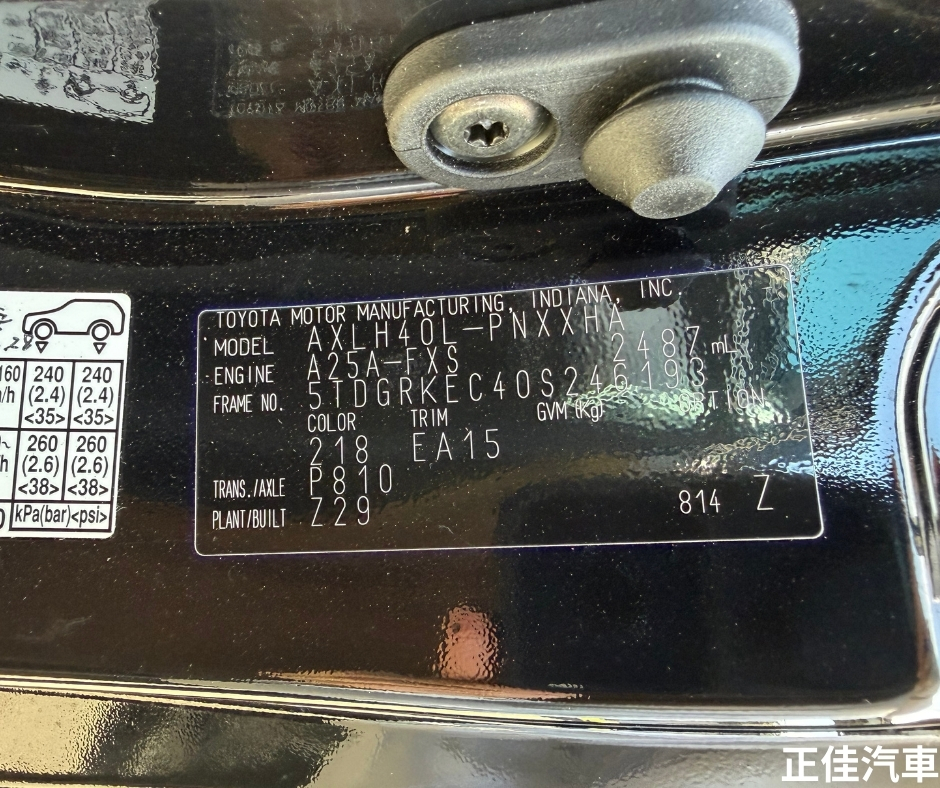 TOYOTA MOTOR MANUFACTURING, INDIANA, INC
MODEL AXLH40L-PNXXHA
ENGINE A25A-FXS 2487 mL
FRAME NO. 5TDGRKEC40S246193
COLOR TRIM GVM (Kg) OPTION
218 EA15
TRANS./AXLE P810
PLANT/BUILT Z29 814 Z
160 240 240
(2.4) (2.4)
<35> <35>
260 260
(2.6) (2.6)
<38> <38>
kPa(bar)<psi>
正佳汽車